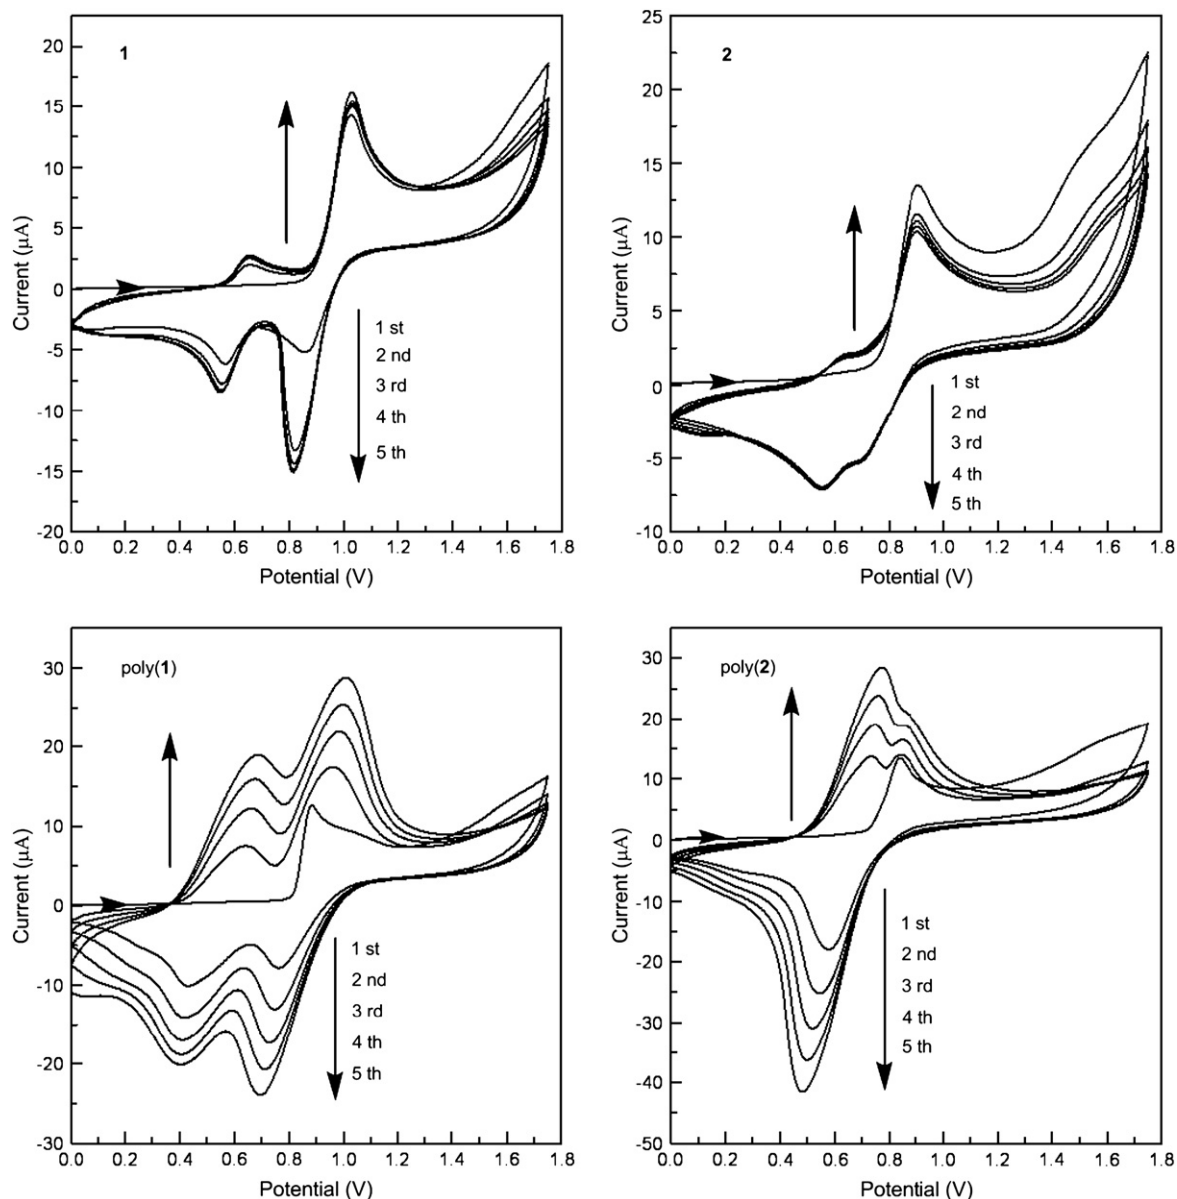 1
Current (µA)
20
15
10
5
0
-5
-10
-15
-20
1 st
2 nd
3 rd
4 th
5 th
0.0 0.2 0.4 0.6 0.8 1.0 1.2 1.4 1.6 1.8
Potential (V)
2
Current (µA)
25
20
15
10
5
0
-5
-10
1 st
2 nd
3 rd
4 th
5 th
0.0 0.2 0.4 0.6 0.8 1.0 1.2 1.4 1.6 1.8
Potential (V)
poly(1)
Current (µA)
30
20
10
0
-10
-20
-30
1 st
2 nd
3 rd
4 th
5 th
0.0 0.2 0.4 0.6 0.8 1.0 1.2 1.4 1.6 1.8
Potential (V)
poly(2)
Current (µA)
30
20
10
0
-10
-20
-30
-40
-50
1 st
2 nd
3 rd
4 th
5 th
0.0 0.2 0.4 0.6 0.8 1.0 1.2 1.4 1.6 1.8
Potential (V)